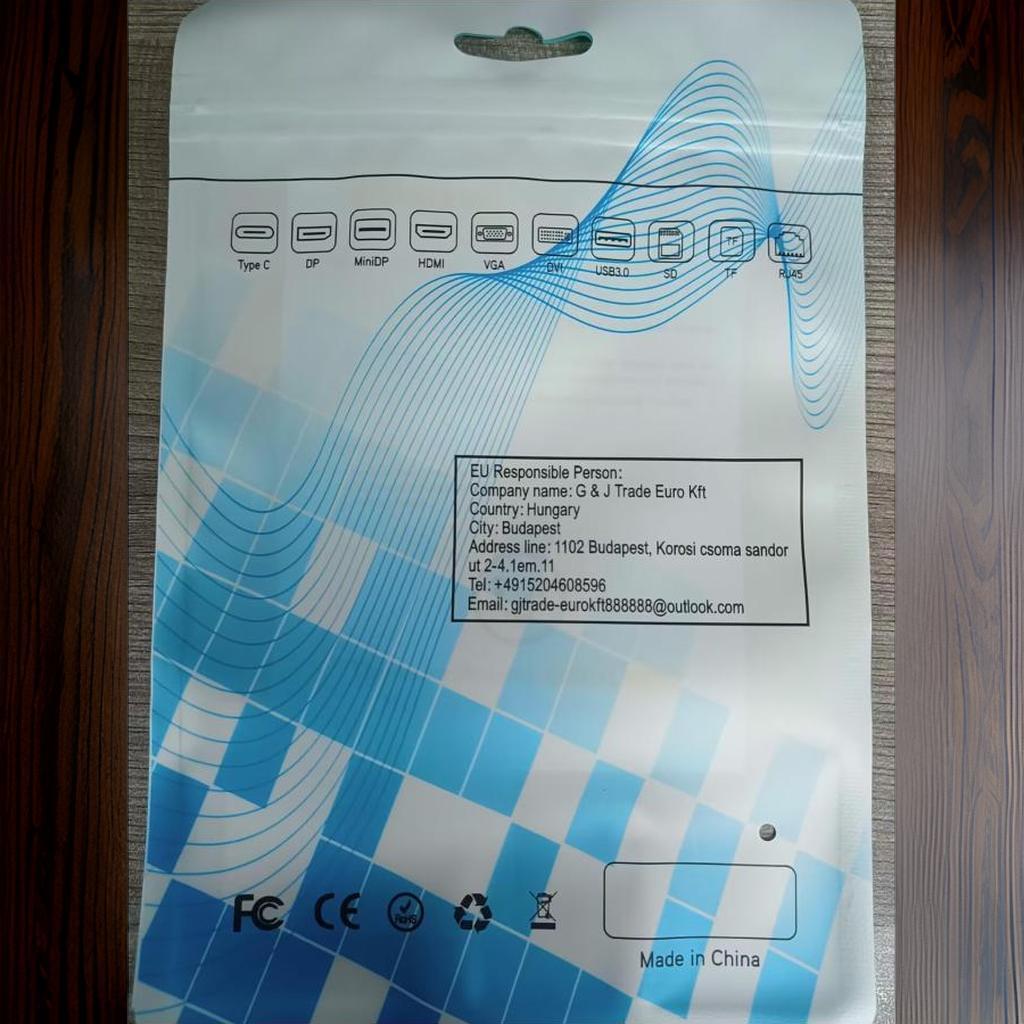 Type C DP MiniDP HDMI VGA DVI USB3.0 SD TF RJ45
TF
EU Responsible Person:
Company name: G & J Trade Euro Kft
Country: Hungary
City: Budapest
Address line: 1102 Budapest, Korosi csoma sandor
ut 2-4.1em.11
Tel: +4915204608596
Email: gjtrade-eurokft888888@outlook.com
FC CE RoHS
Made in China